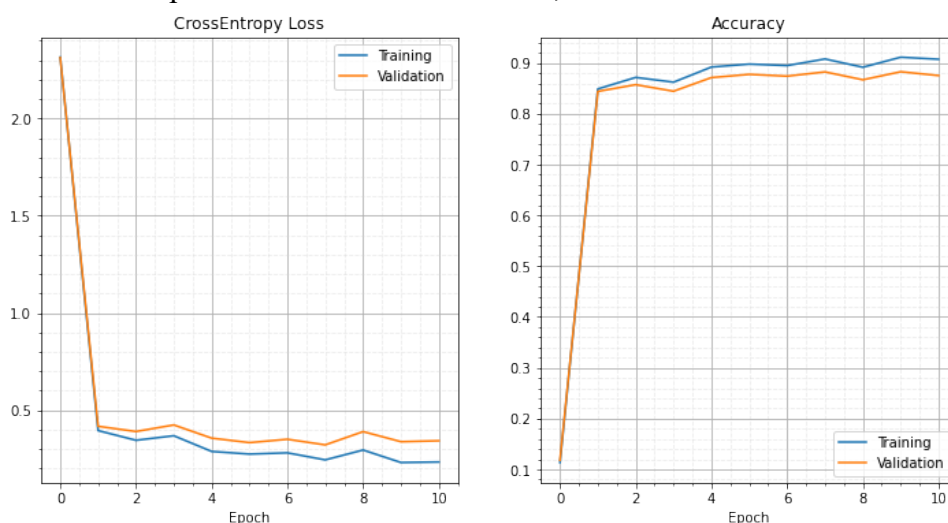 CrossEntropy Loss
Training
Validation
2.0
1.5
1.0
0.5
0 2 4 6 8 10
Epoch
Accuracy
0.9
0.8
0.7
0.6
0.5
0.4
0.3
0.2
0.1
Training
Validation
0 2 4 6 8 10
Epoch